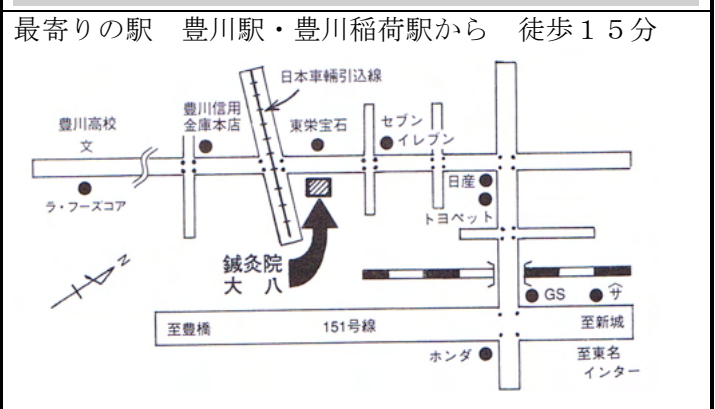 最寄りの駅　豊川駅・豊川稲荷駅から　徒歩１５分
日本車輛引込線
豊川高校
文
豊川信用
金庫本店
東栄宝石
セブン
イレブン
ラ・フーズコア
日産
トヨペット
鍼灸院
大　八
N
GS
サ
至豊橋
151号線
至新城
ホンダ
至東名
インター